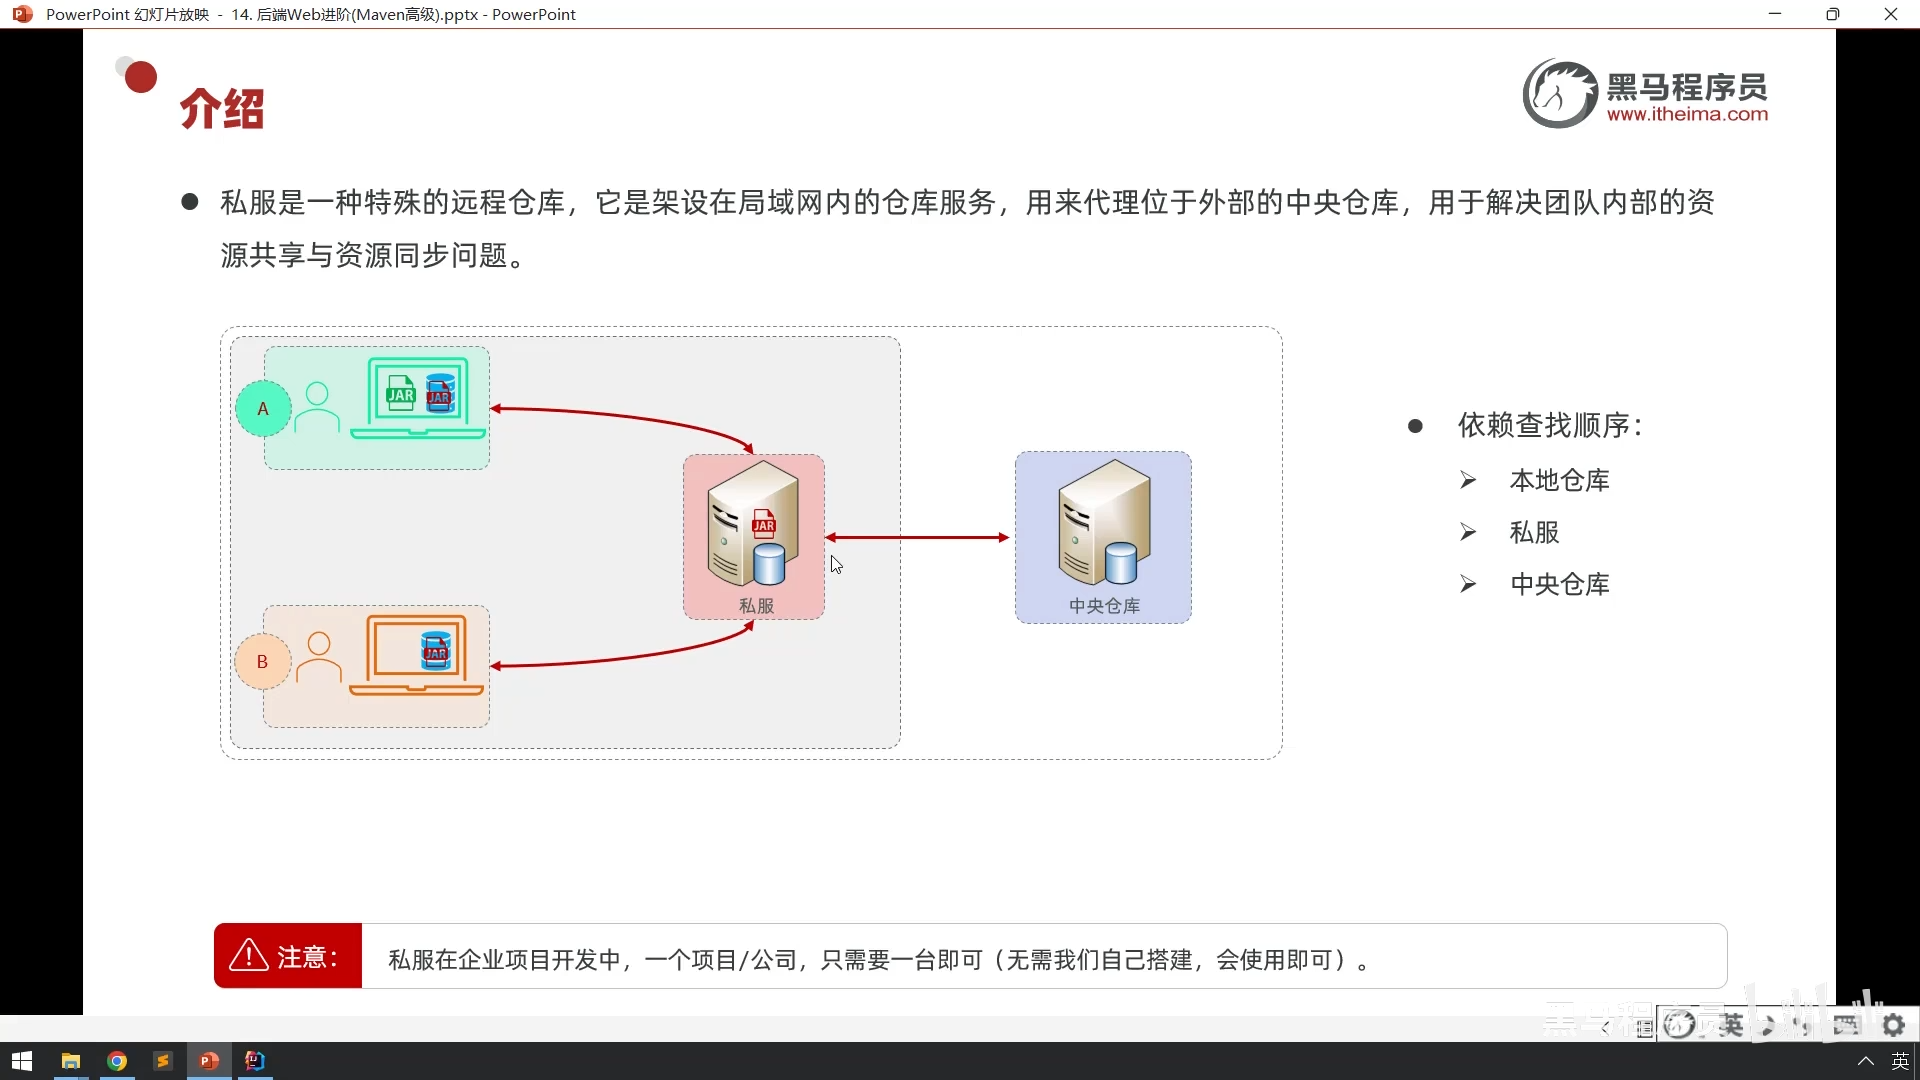 PowerPoint 幻灯片放映 - 14. 后端Web进阶(Maven高级).pptx - PowerPoint
介绍
黑马程序员
www.itheima.com
私服是一种特殊的远程仓库，它是架设在局域网内的仓库服务，用来代理位于外部的中央仓库，用于解决团队内部的资
源共享与资源同步问题。
A
JAR
JAR
JAR
私服
中央仓库
B
JAR
依赖查找顺序：
本地仓库
私服
中央仓库
注意：
私服在企业项目开发中，一个项目/公司，只需要一台即可（无需我们自己搭建，会使用即可）。
黑马程序员
英
英